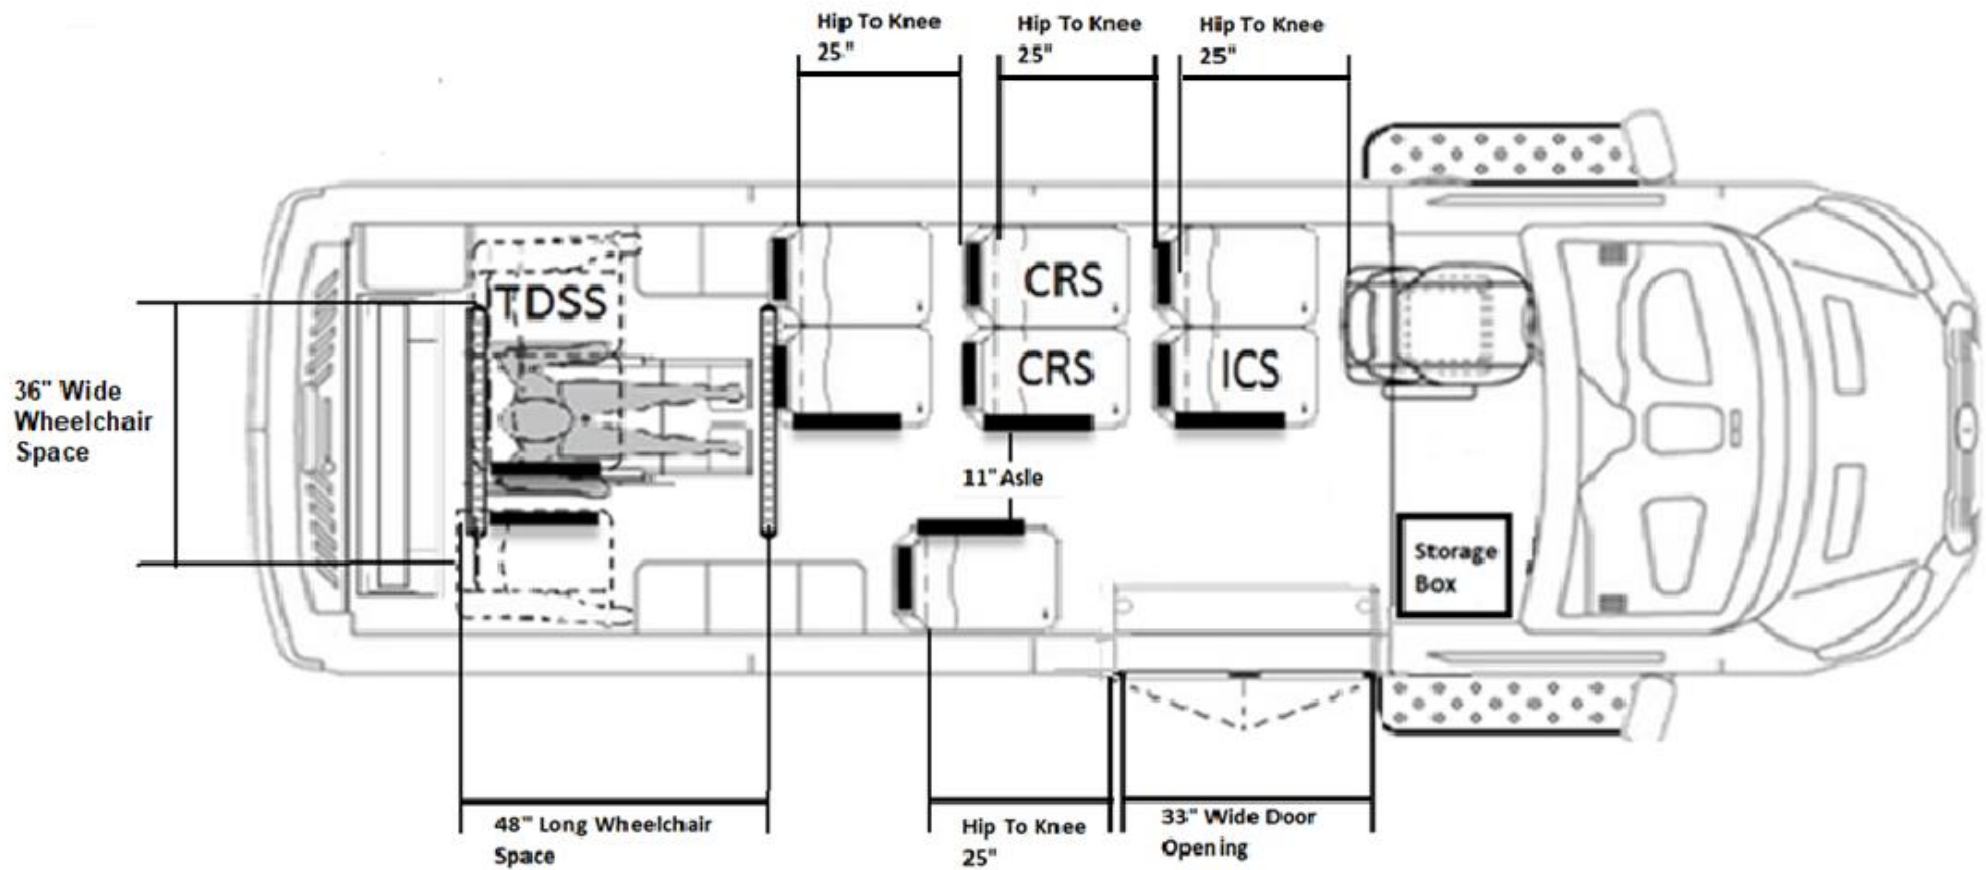 Hip To Knee
25"
Hip To Knee
25"
Hip To Knee
25"
TDSS
CRS
CRS
ICS
36" Wide
Wheelchair
Space
11" Asle
Storage
Box
48" Long Wheelchair
Space
Hip To Knee
25"
33" Wide Door
Opening